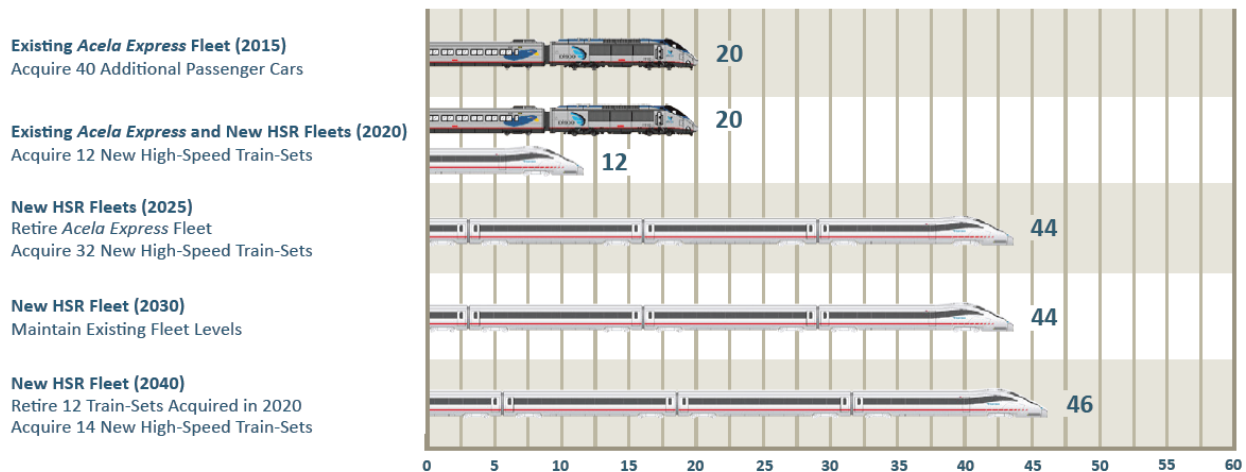 Existing Acela Express Fleet (2015)
Acquire 40 Additional Passenger Cars
20
Existing Acela Express and New HSR Fleets (2020)
Acquire 12 New High-Speed Train-Sets
20
12
New HSR Fleets (2025)
Retire Acela Express Fleet
Acquire 32 New High-Speed Train-Sets
44
New HSR Fleet (2030)
Maintain Existing Fleet Levels
44
New HSR Fleet (2040)
Retire 12 Train-Sets Acquired in 2020
Acquire 14 New High-Speed Train-Sets
46
0 5 10 15 20 25 30 35 40 45 50 55 60